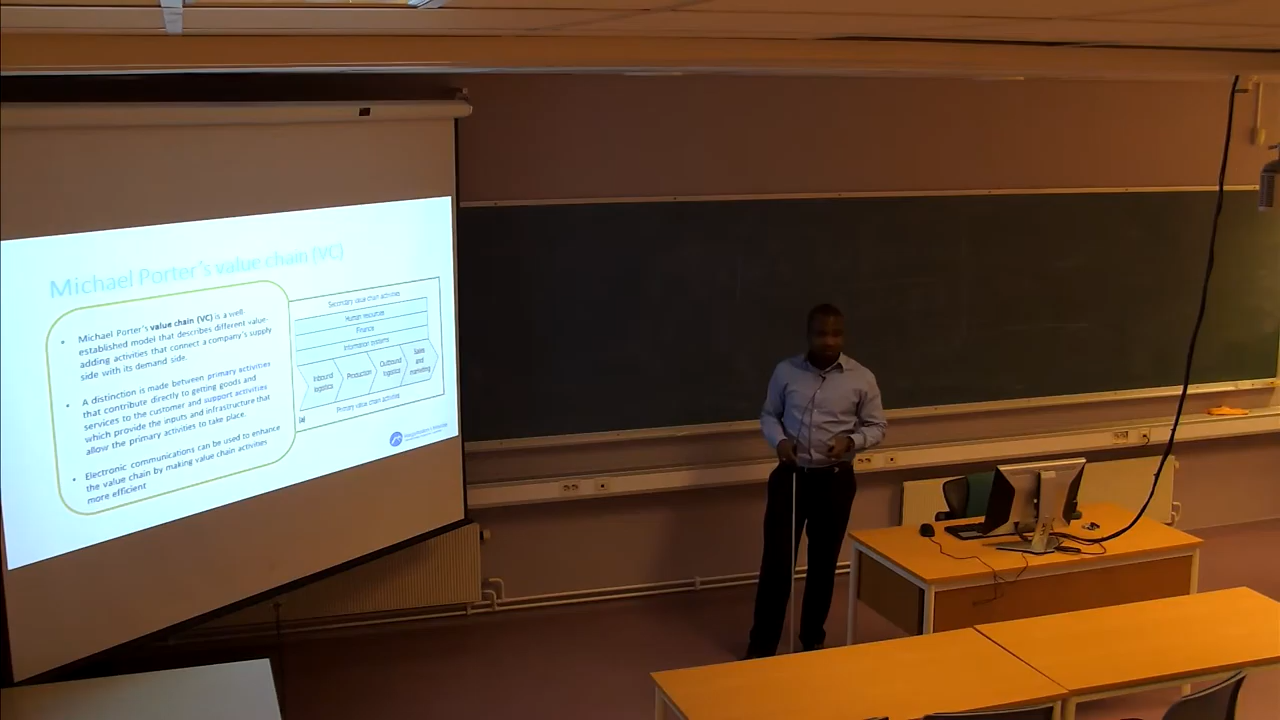 Michael Porter's value chain (VC)
• Michael Porter's value chain (VC) is a well-
established model that describes different value-
adding activities that connect a company's supply
side with its demand side.
• A distinction is made between primary activities
that contribute directly to getting goods and
services to the customer and support activities
which provide the inputs and infrastructure that
allow the primary activities to take place.
• Electronic communications can be used to enhance
the value chain by making value chain activities
more efficient
Secondary value chain activities
Human resources
Finance
Information systems
Inbound
logistics
Production
Outbound
logistics
Sales
and
marketing
Primary value chain activities
(a)